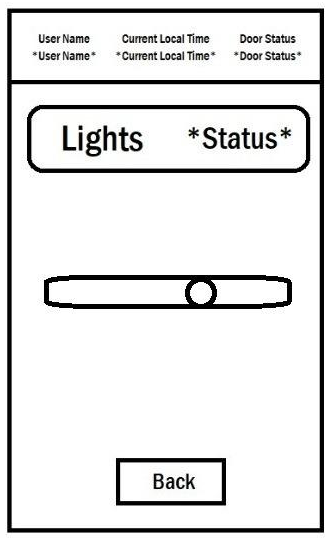 User Name Current Local Time Door Status
*User Name* *Current Local Time* *Door Status*
Lights *Status*
Back